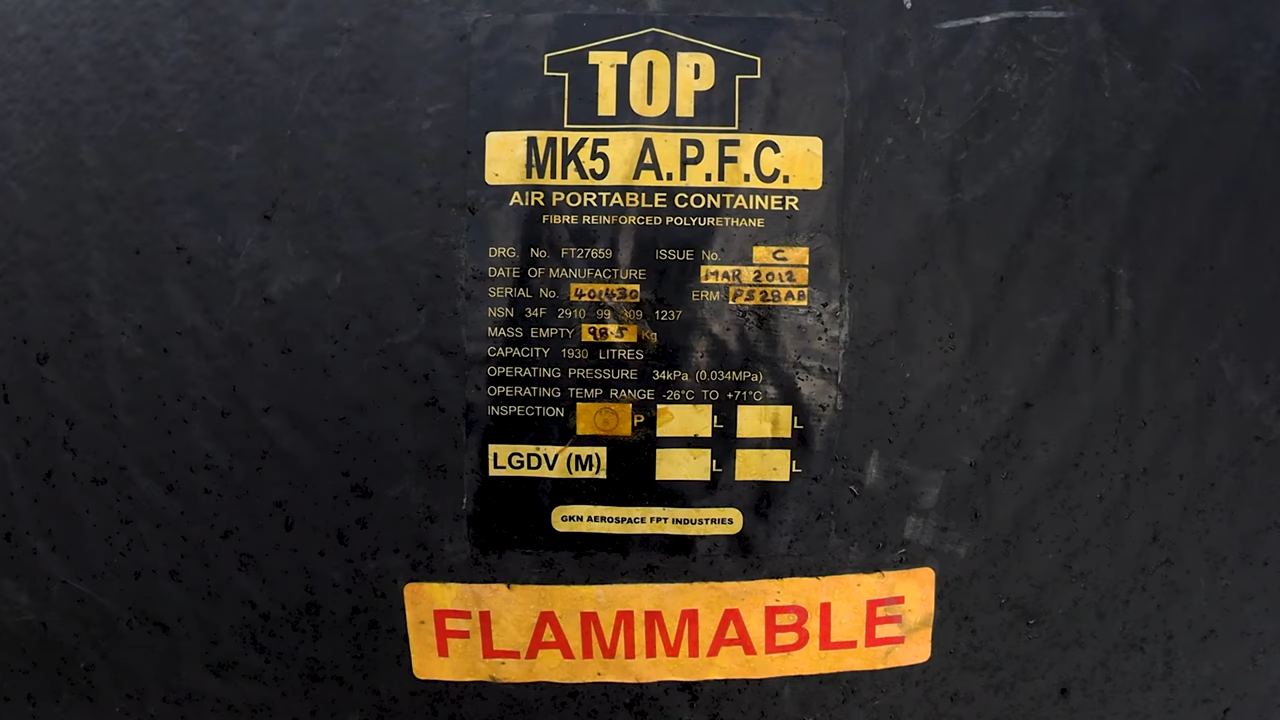 TOP
MK5 A.P.F.C.
AIR PORTABLE CONTAINER
FIBRE REINFORCED POLYURETHANE
DRG. No. FT27659 ISSUE No. C
DATE OF MANUFACTURE MAR 2012
SERIAL No. 401430 ERM PS28AB
NSN 34F 2910 99 309 1237
MASS EMPTY 98.5 Kg
CAPACITY 1930 LITRES
OPERATING PRESSURE 34kPa (0.034MPa)
OPERATING TEMP RANGE -26°C TO +71°C
INSPECTION P L L
LGDV (M) L L
GKN AEROSPACE FPT INDUSTRIES
FLAMMABLE